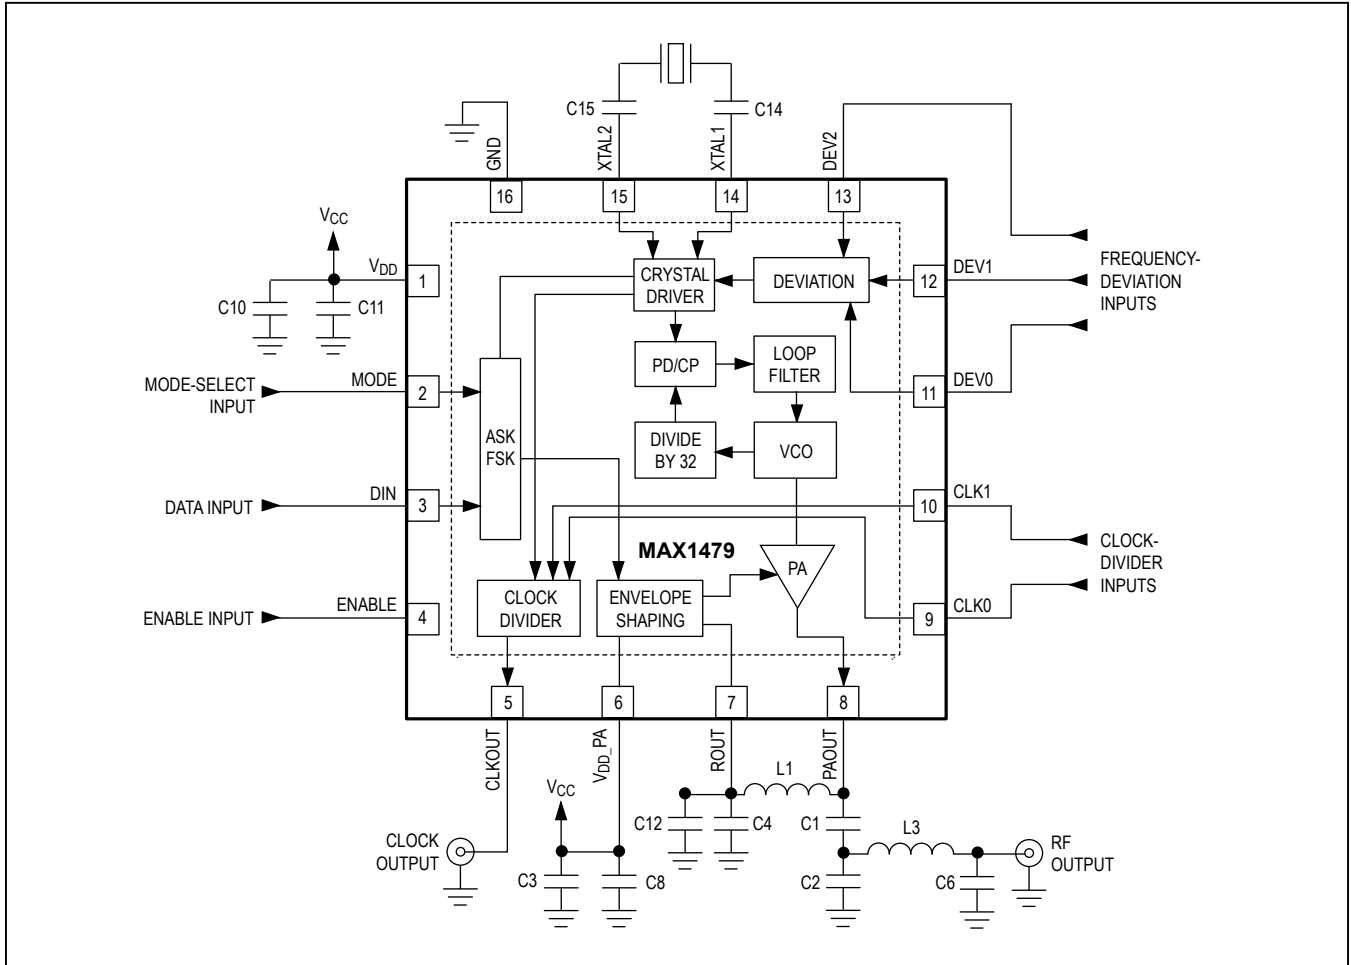 C15
C14
GND
XTAL2
XTAL1
DEV2
16
15
14
13
VCC
VDD
1
C10
C11
CRYSTAL
DRIVER
DEVIATION
12
DEV1
FREQUENCY-
DEVIATION
INPUTS
PD/CP
LOOP
FILTER
MODE-SELECT
INPUT
MODE
2
11
DEV0
ASK
FSK
DIVIDE
BY 32
VCO
DATA INPUT
DIN
3
10
CLK1
MAX1479
PA
CLOCK-
DIVIDER
INPUTS
ENABLE INPUT
ENABLE
4
CLOCK
DIVIDER
ENVELOPE
SHAPING
9
CLK0
5
6
7
8
CLKOUT
VDD_PA
ROUT
PAOUT
L1
VCC
C12
C4
C1
L3
CLOCK
OUTPUT
RF
OUTPUT
C3
C8
C2
C6